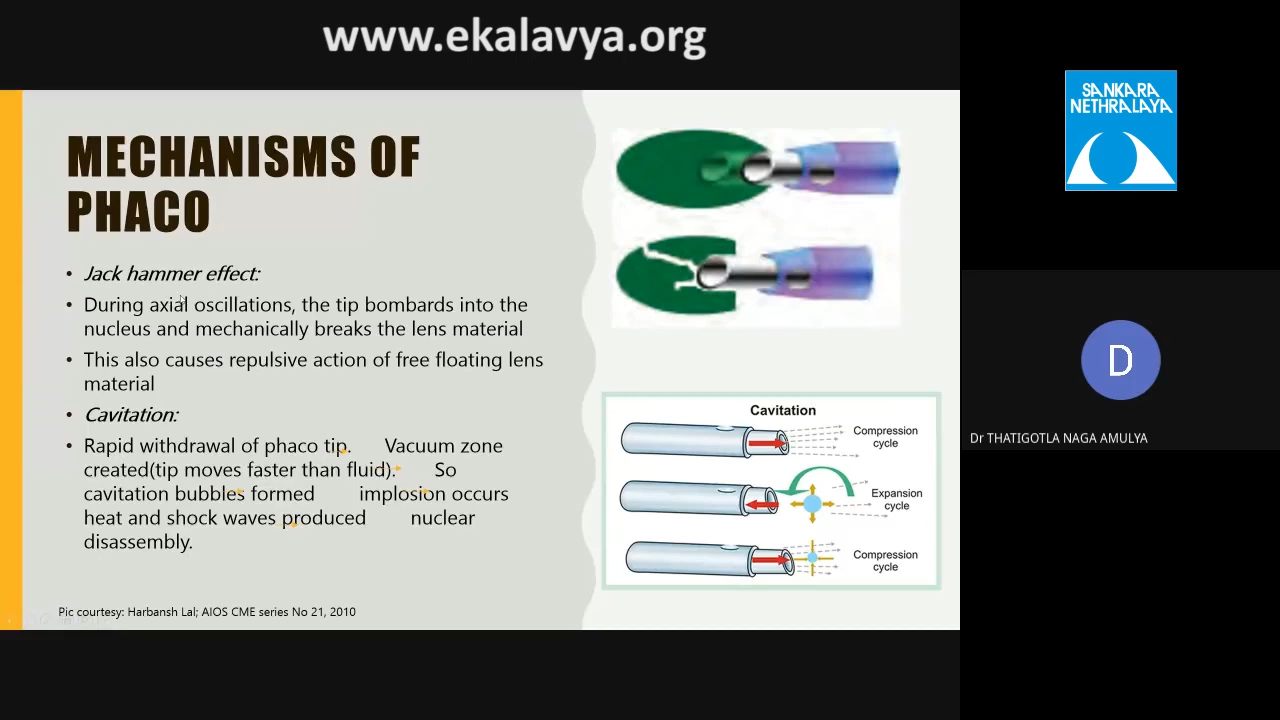 www.ekalavya.org
MECHANISMS OF
PHACO
• Jack hammer effect:
• During axial oscillations, the tip bombards into the
nucleus and mechanically breaks the lens material
• This also causes repulsive action of free floating lens
material
• Cavitation:
• Rapid withdrawal of phaco tip. Vacuum zone
created(tip moves faster than fluid). So
cavitation bubbles formed implosion occurs
heat and shock waves produced nuclear
disassembly.
Pic courtesy: Harbansh Lal; AIOS CME series No 21, 2010
Cavitation
Compression
cycle
Expansion
cycle
Compression
cycle
SANKARA
NETHRALAYA
D
Dr THATIGOTLA NAGA AMULYA